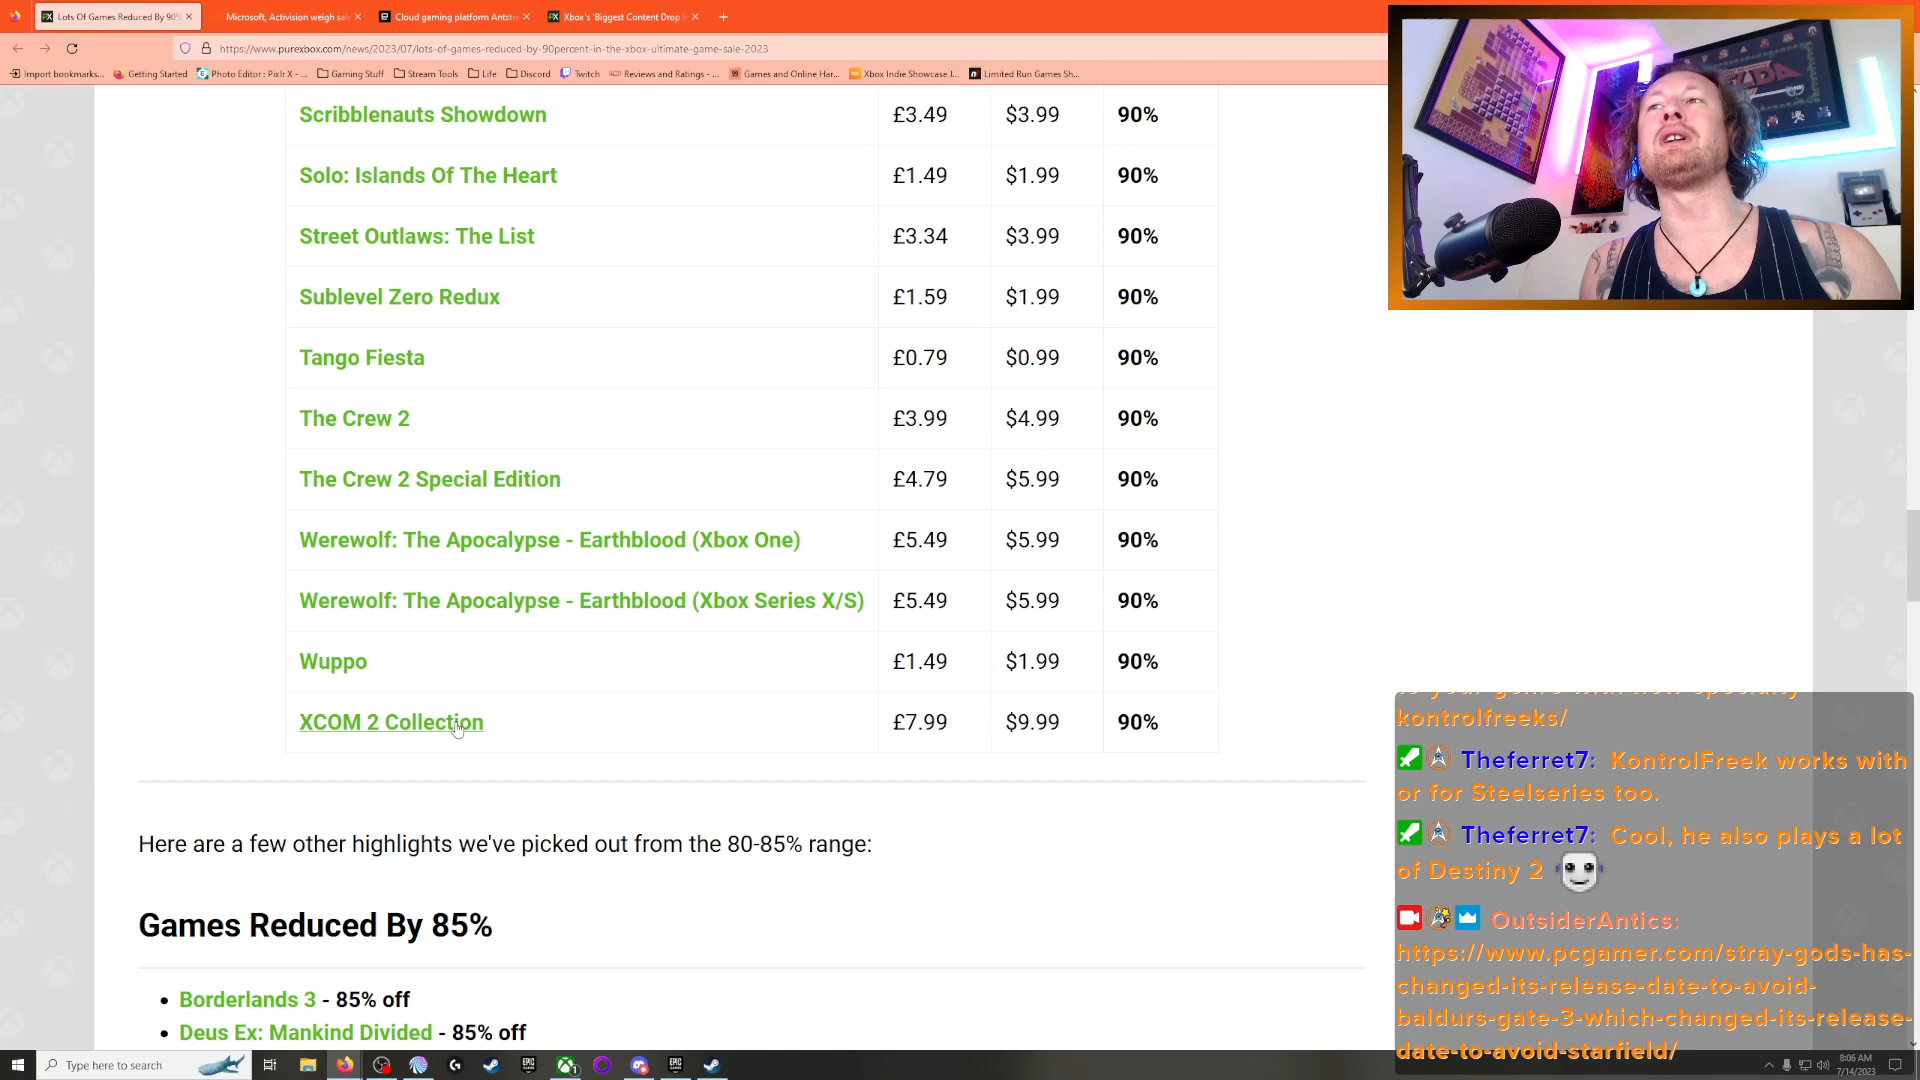 Lots Of Games Reduced By 90%
Microsoft, Activision weigh sal
Cloud gaming platform Antstre
Xbox's 'Biggest Content Drop
https://www.purexbox.com/news/2023/07/lots-of-games-reduced-by-90percent-in-the-xbox-ultimate-game-sale-2023
Import bookmarks... Getting Started Photo Editor : Pixlr X - ... Gaming Stuff Stream Tools Life Discord Twitch Reviews and Ratings - ... Games and Online Har... Xbox Indie Showcase J... Limited Run Games Sh...
Scribblenauts Showdown £3.49 $3.99 90%
Solo: Islands Of The Heart £1.49 $1.99 90%
Street Outlaws: The List £3.34 $3.99 90%
Sublevel Zero Redux £1.59 $1.99 90%
Tango Fiesta £0.79 $0.99 90%
The Crew 2 £3.99 $4.99 90%
The Crew 2 Special Edition £4.79 $5.99 90%
Werewolf: The Apocalypse - Earthblood (Xbox One) £5.49 $5.99 90%
Werewolf: The Apocalypse - Earthblood (Xbox Series X/S) £5.49 $5.99 90%
Wuppo £1.49 $1.99 90%
XCOM 2 Collection £7.99 $9.99 90%
Here are a few other highlights we've picked out from the 80-85% range:
Games Reduced By 85%
• Borderlands 3 - 85% off
• Deus Ex: Mankind Divided - 85% off
kontrolfreeks/
Theferret7: KontrolFreek works with
or for Steelseries too.
Theferret7: Cool, he also plays a lot
of Destiny 2
OutsiderAntics:
https://www.pcgamer.com/stray-gods-has-
changed-its-release-date-to-avoid-
baldurs-gate-3-which-changed-its-release-
date-to-avoid-starfield/
Type here to search
8:06 AM
7/14/2023